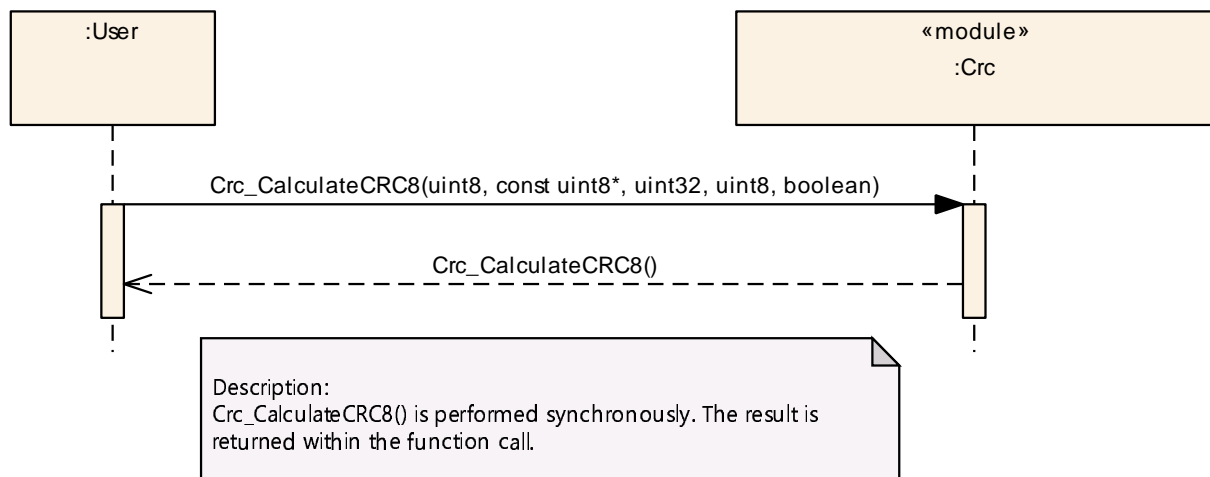 :User
«module»
:Crc
Crc_CalculateCRC8(uint8, const uint8*, uint32, uint8, boolean)
Crc_CalculateCRC8()
Description:
Crc_CalculateCRC8() is performed synchronously. The result is
returned within the function call.